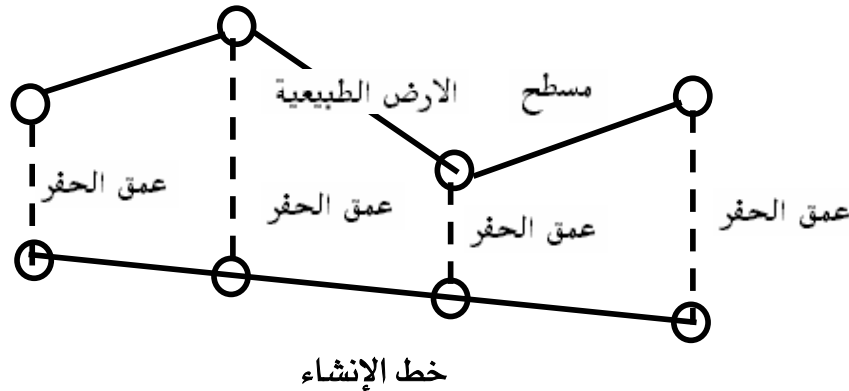 مسطح
الارض الطبيعية
عمق الحفر
عمق الحفر
عمق الحفر
عمق الحفر
خط الإنشاء